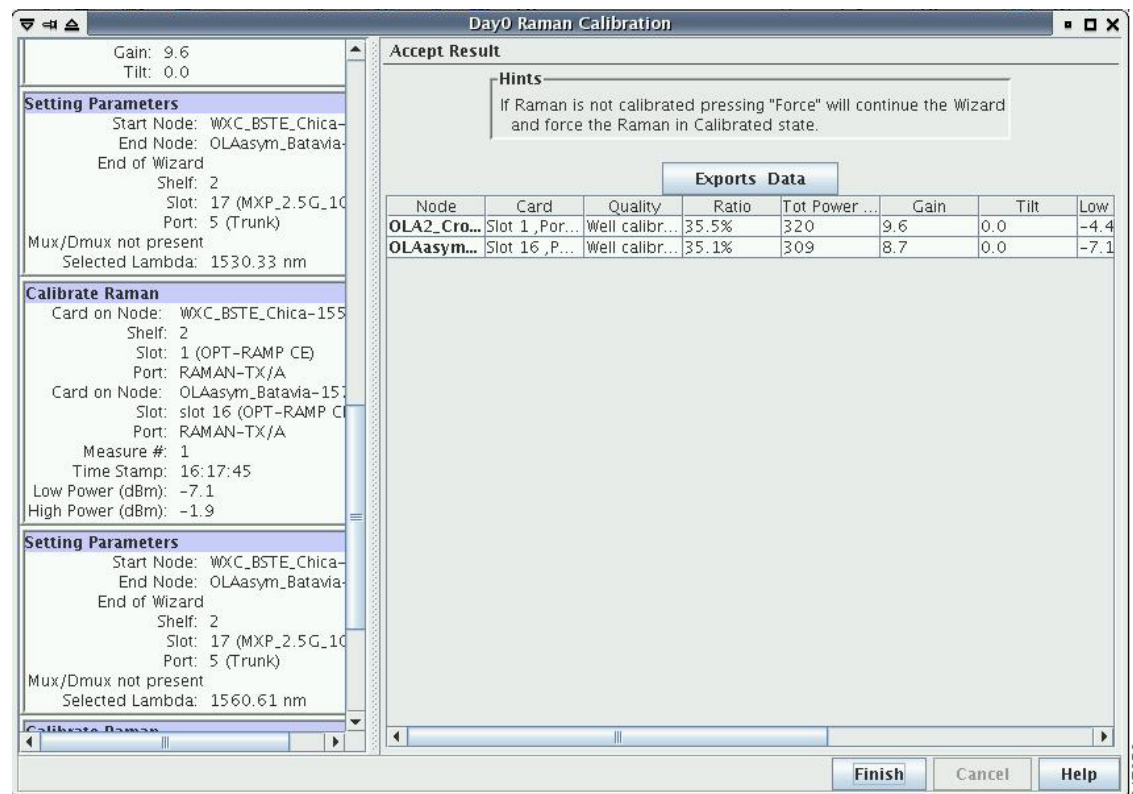 Day0 Raman Calibration
Gain: 9.6
Tilt: 0.0
Setting Parameters
Start Node: WXC_BSTE_Chica-
End Node: OLAasym_Batavia-
End of Wizard
Shelf: 2
Slot: 17 (MXP_2.5G_10
Port: 5 (Trunk)
Mux/Dmux not present
Selected Lambda: 1530.33 nm
Calibrate Raman
Card on Node: WXC_BSTE_Chica-155
Shelf: 2
Slot: 1 (OPT-RAMP CE)
Port: RAMAN-TX/A
Card on Node: OLAasym_Batavia-157
Slot: slot 16 (OPT-RAMP CE
Port: RAMAN-TX/A
Measure #: 1
Time Stamp: 16:17:45
Low Power (dBm): -7.1
High Power (dBm): -1.9
Setting Parameters
Start Node: WXC_BSTE_Chica-
End Node: OLAasym_Batavia-
End of Wizard
Shelf: 2
Slot: 17 (MXP_2.5G_10
Port: 5 (Trunk)
Mux/Dmux not present
Selected Lambda: 1560.61 nm
Calibrate Raman
Accept Result
Hints
If Raman is not calibrated pressing "Force" will continue the Wizard
and force the Raman in Calibrated state.
Exports Data
Node Card Quality Ratio Tot Power ... Gain Tilt Low
OLA2_Cro... Slot 1 ,Por... Well calibr... 35.5% 320 9.6 0.0 -4.4
OLAasym... Slot 16 ,P... Well calibr... 35.1% 309 8.7 0.0 -7.1
Finish Cancel Help